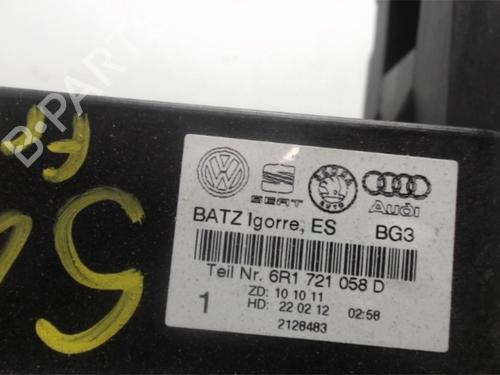 SEAT
SKODA
Audi
BATZ Igorre, ES BG3
Teil Nr. 6R1 721 058 D
ZD: 10 10 11
1 HD: 22 02 12 02:58
2128483